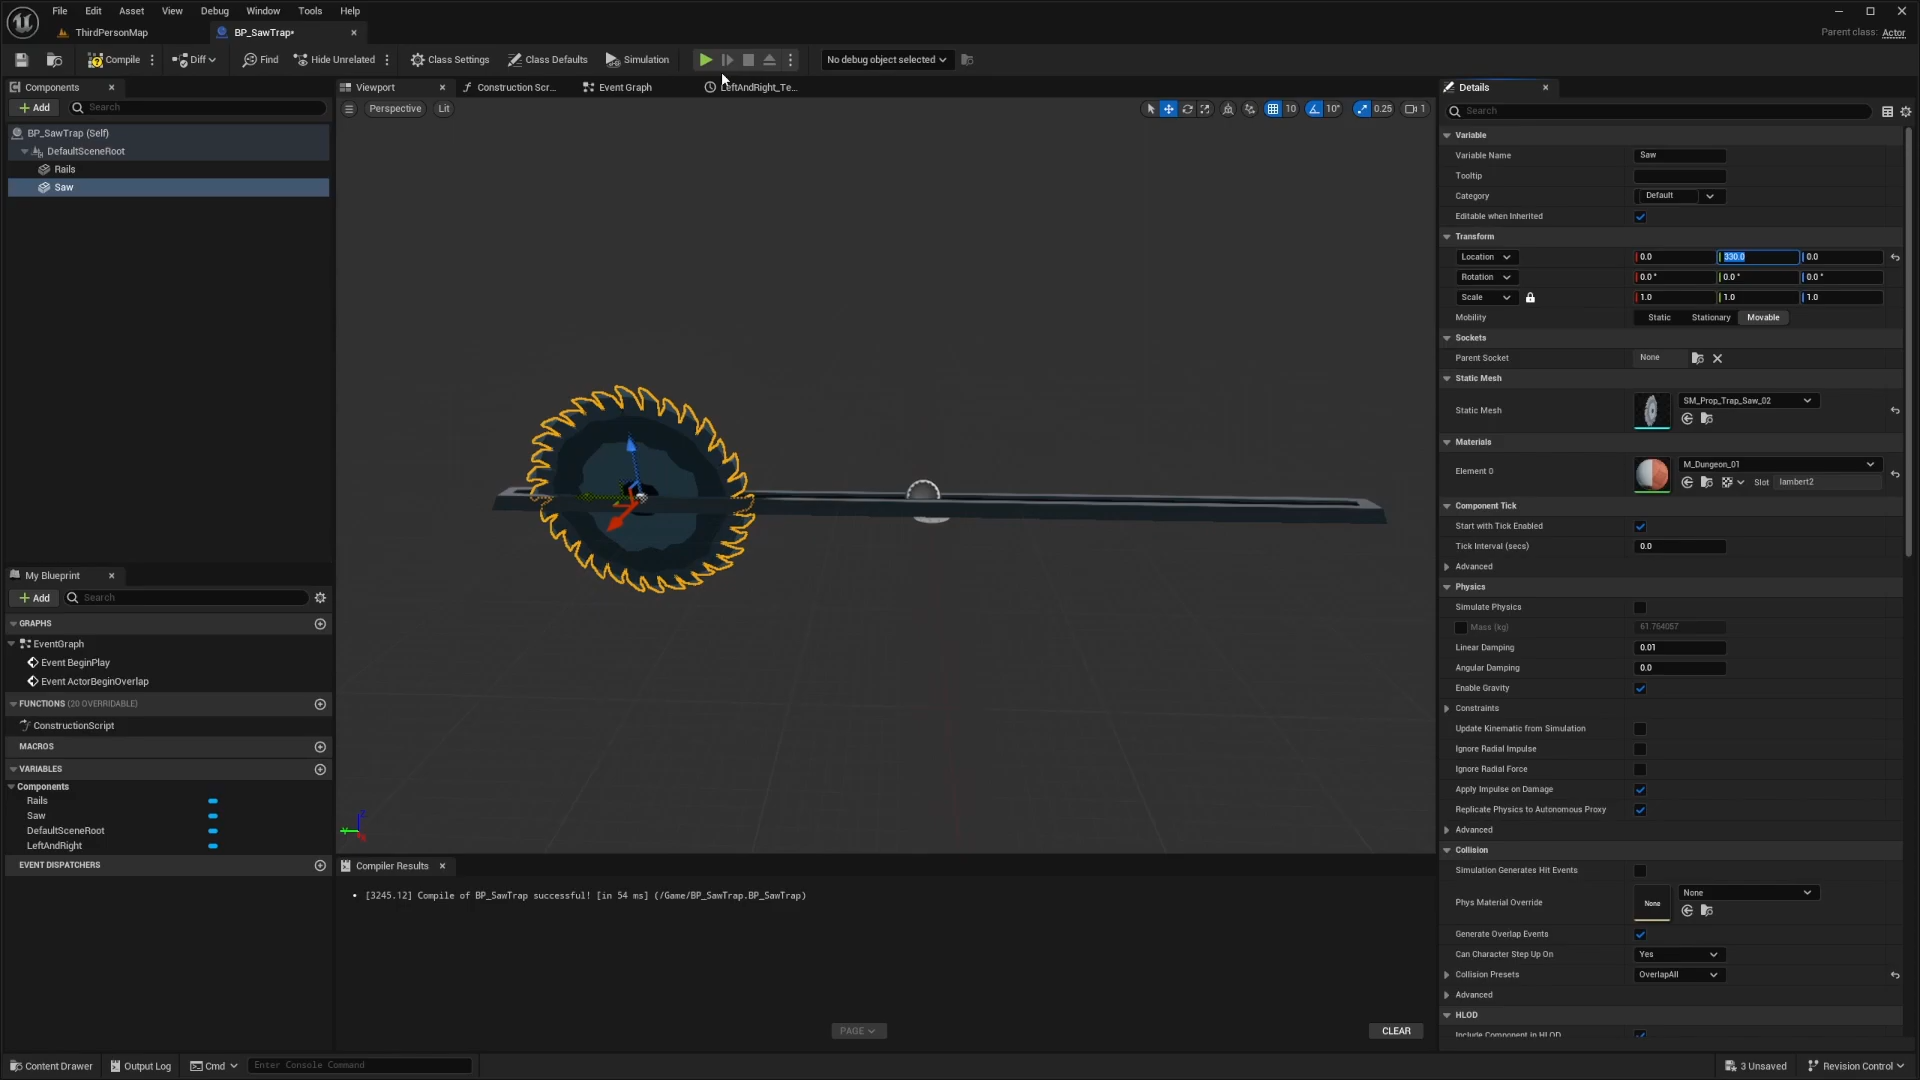 File Edit Asset View Debug Window Tools Help
ThirdPersonMap
BP_SawTrap•
Parent class: Actor
Compile
Diff
Find
Hide Unrelated
Class Settings
Class Defaults
Simulation
No debug object selected
Components
Add
Search
BP_SawTrap (Self)
DefaultSceneRoot
Rails
Saw
Viewport
Construction Scr...
Event Graph
LeftAndRight_Te...
Perspective
Lit
10
10°
0.25
1
My Blueprint
Add
Search
GRAPHS
EventGraph
Event BeginPlay
Event ActorBeginOverlap
FUNCTIONS (20 OVERRIDABLE)
ConstructionScript
MACROS
VARIABLES
Components
Rails
Saw
DefaultSceneRoot
LeftAndRight
EVENT DISPATCHERS
Compiler Results
• [3245.12] Compile of BP_SawTrap successful! [in 54 ms] (/Game/BP_SawTrap.BP_SawTrap)
PAGE
CLEAR
Details
Search
Variable
Variable Name Saw
Tooltip
Category Default
Editable when Inherited
Transform
Location 0.0 330.0 0.0
Rotation 0.0 ° 0.0 ° 0.0 °
Scale 1.0 1.0 1.0
Mobility Static Stationary Movable
Sockets
Parent Socket None
Static Mesh
Static Mesh SM_Prop_Trap_Saw_02
Materials
Element 0 M_Dungeon_01
Slot lambert2
Component Tick
Start with Tick Enabled
Tick Interval (secs) 0.0
Advanced
Physics
Simulate Physics
Mass (kg) 61.764057
Linear Damping 0.01
Angular Damping 0.0
Enable Gravity
Constraints
Update Kinematic from Simulation
Ignore Radial Impulse
Ignore Radial Force
Apply Impulse on Damage
Replicate Physics to Autonomous Proxy
Advanced
Collision
Simulation Generates Hit Events
Phys Material Override None None
Generate Overlap Events
Can Character Step Up On Yes
Collision Presets OverlapAll
Advanced
HLOD
Include Component in HLOD
Content Drawer
Output Log
Cmd
Enter Console Command
3 Unsaved
Revision Control